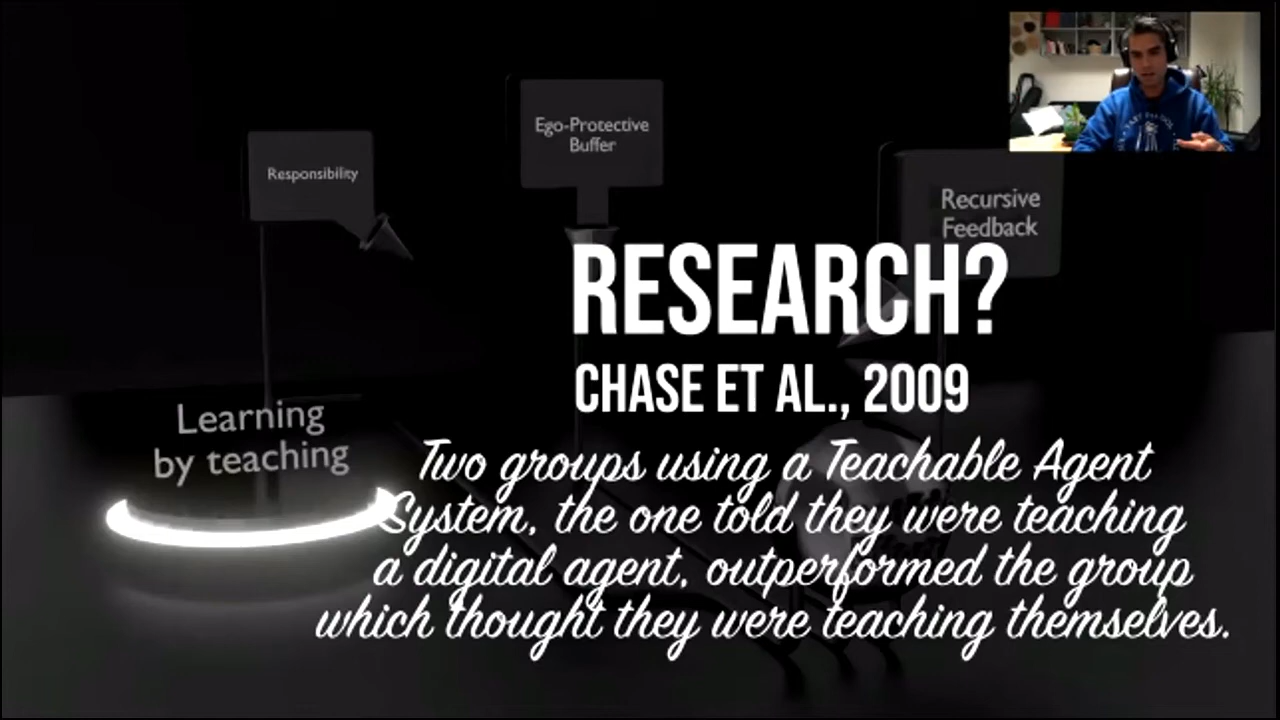 Ego-Protective
Buffer
Responsibility
Recursive
Feedback
RESEARCH?
CHASE ET AL., 2009
Learning
by teaching
Two groups using a Teachable Agent
System, the one told they were teaching
a digital agent, outperformed the group
which thought they were teaching themselves.